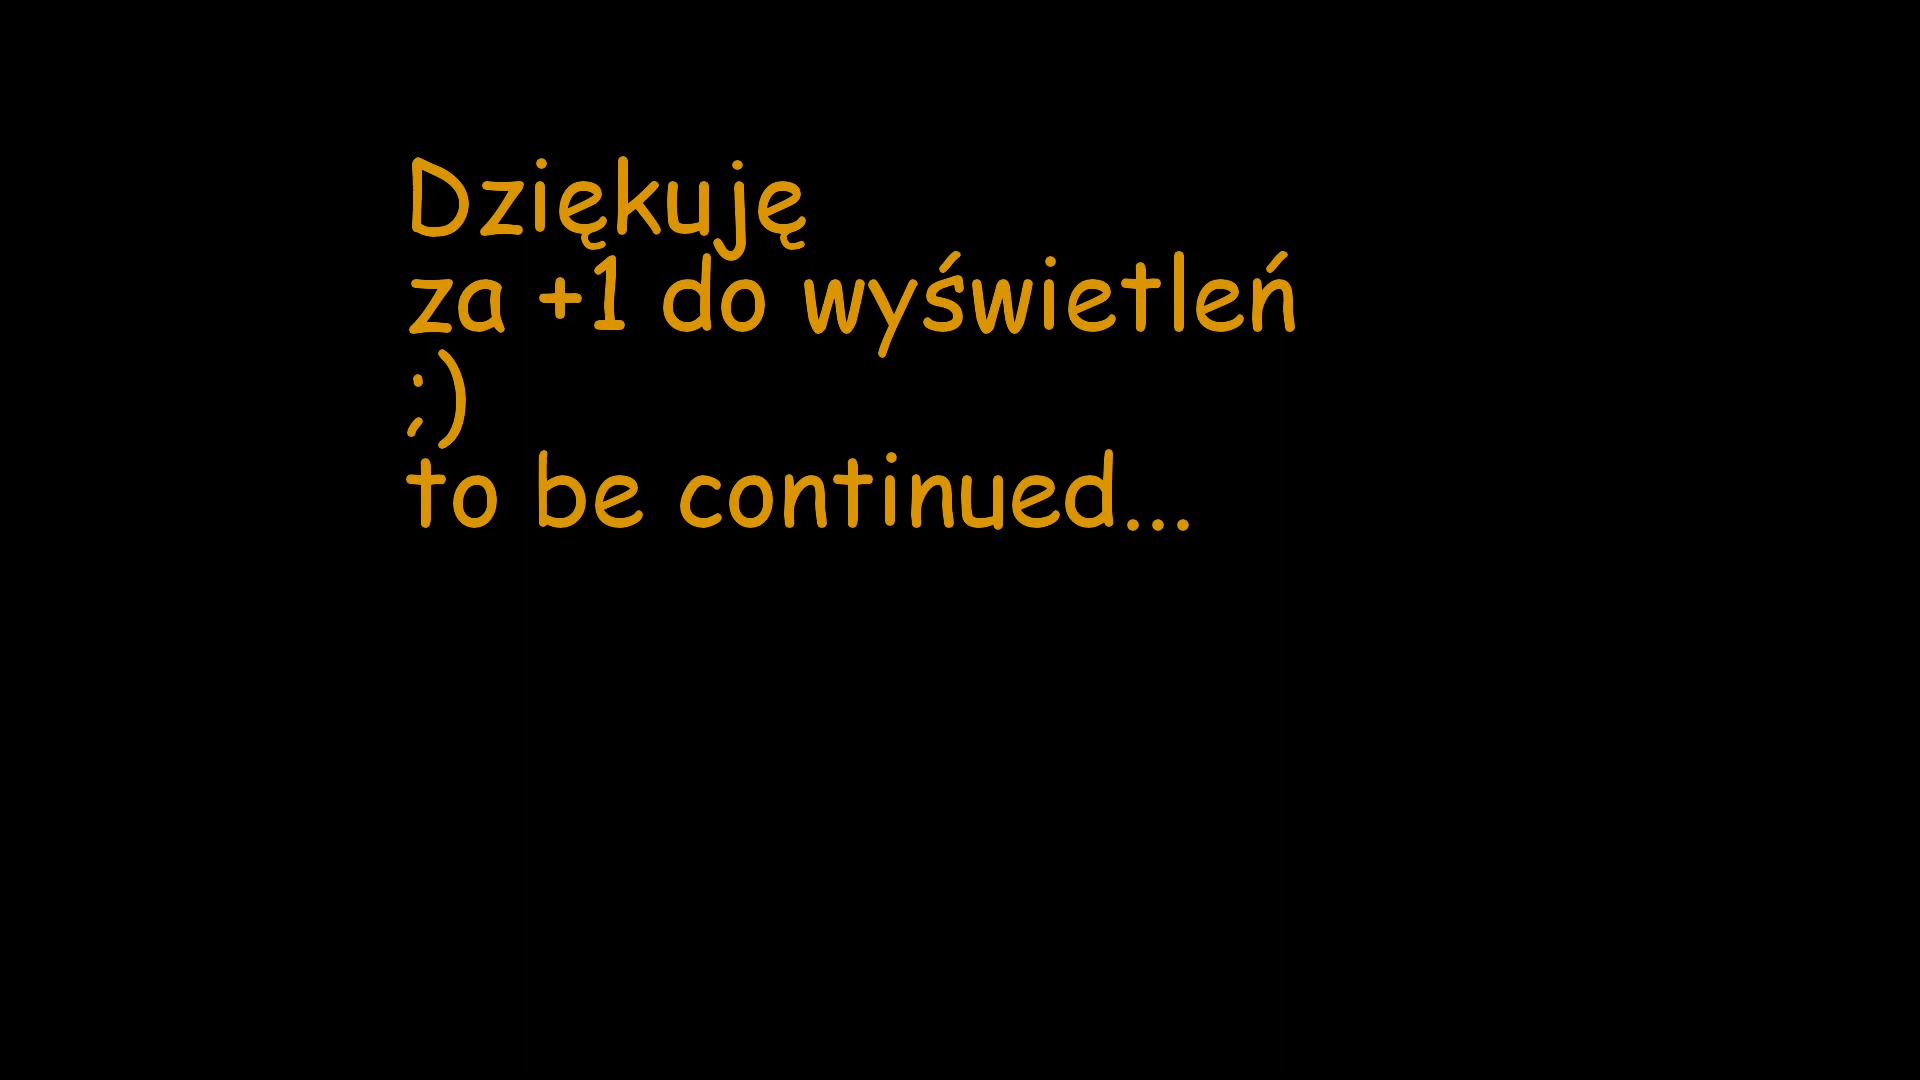 Dziękuję
za +1 do wyświetleń
;)
to be continued...